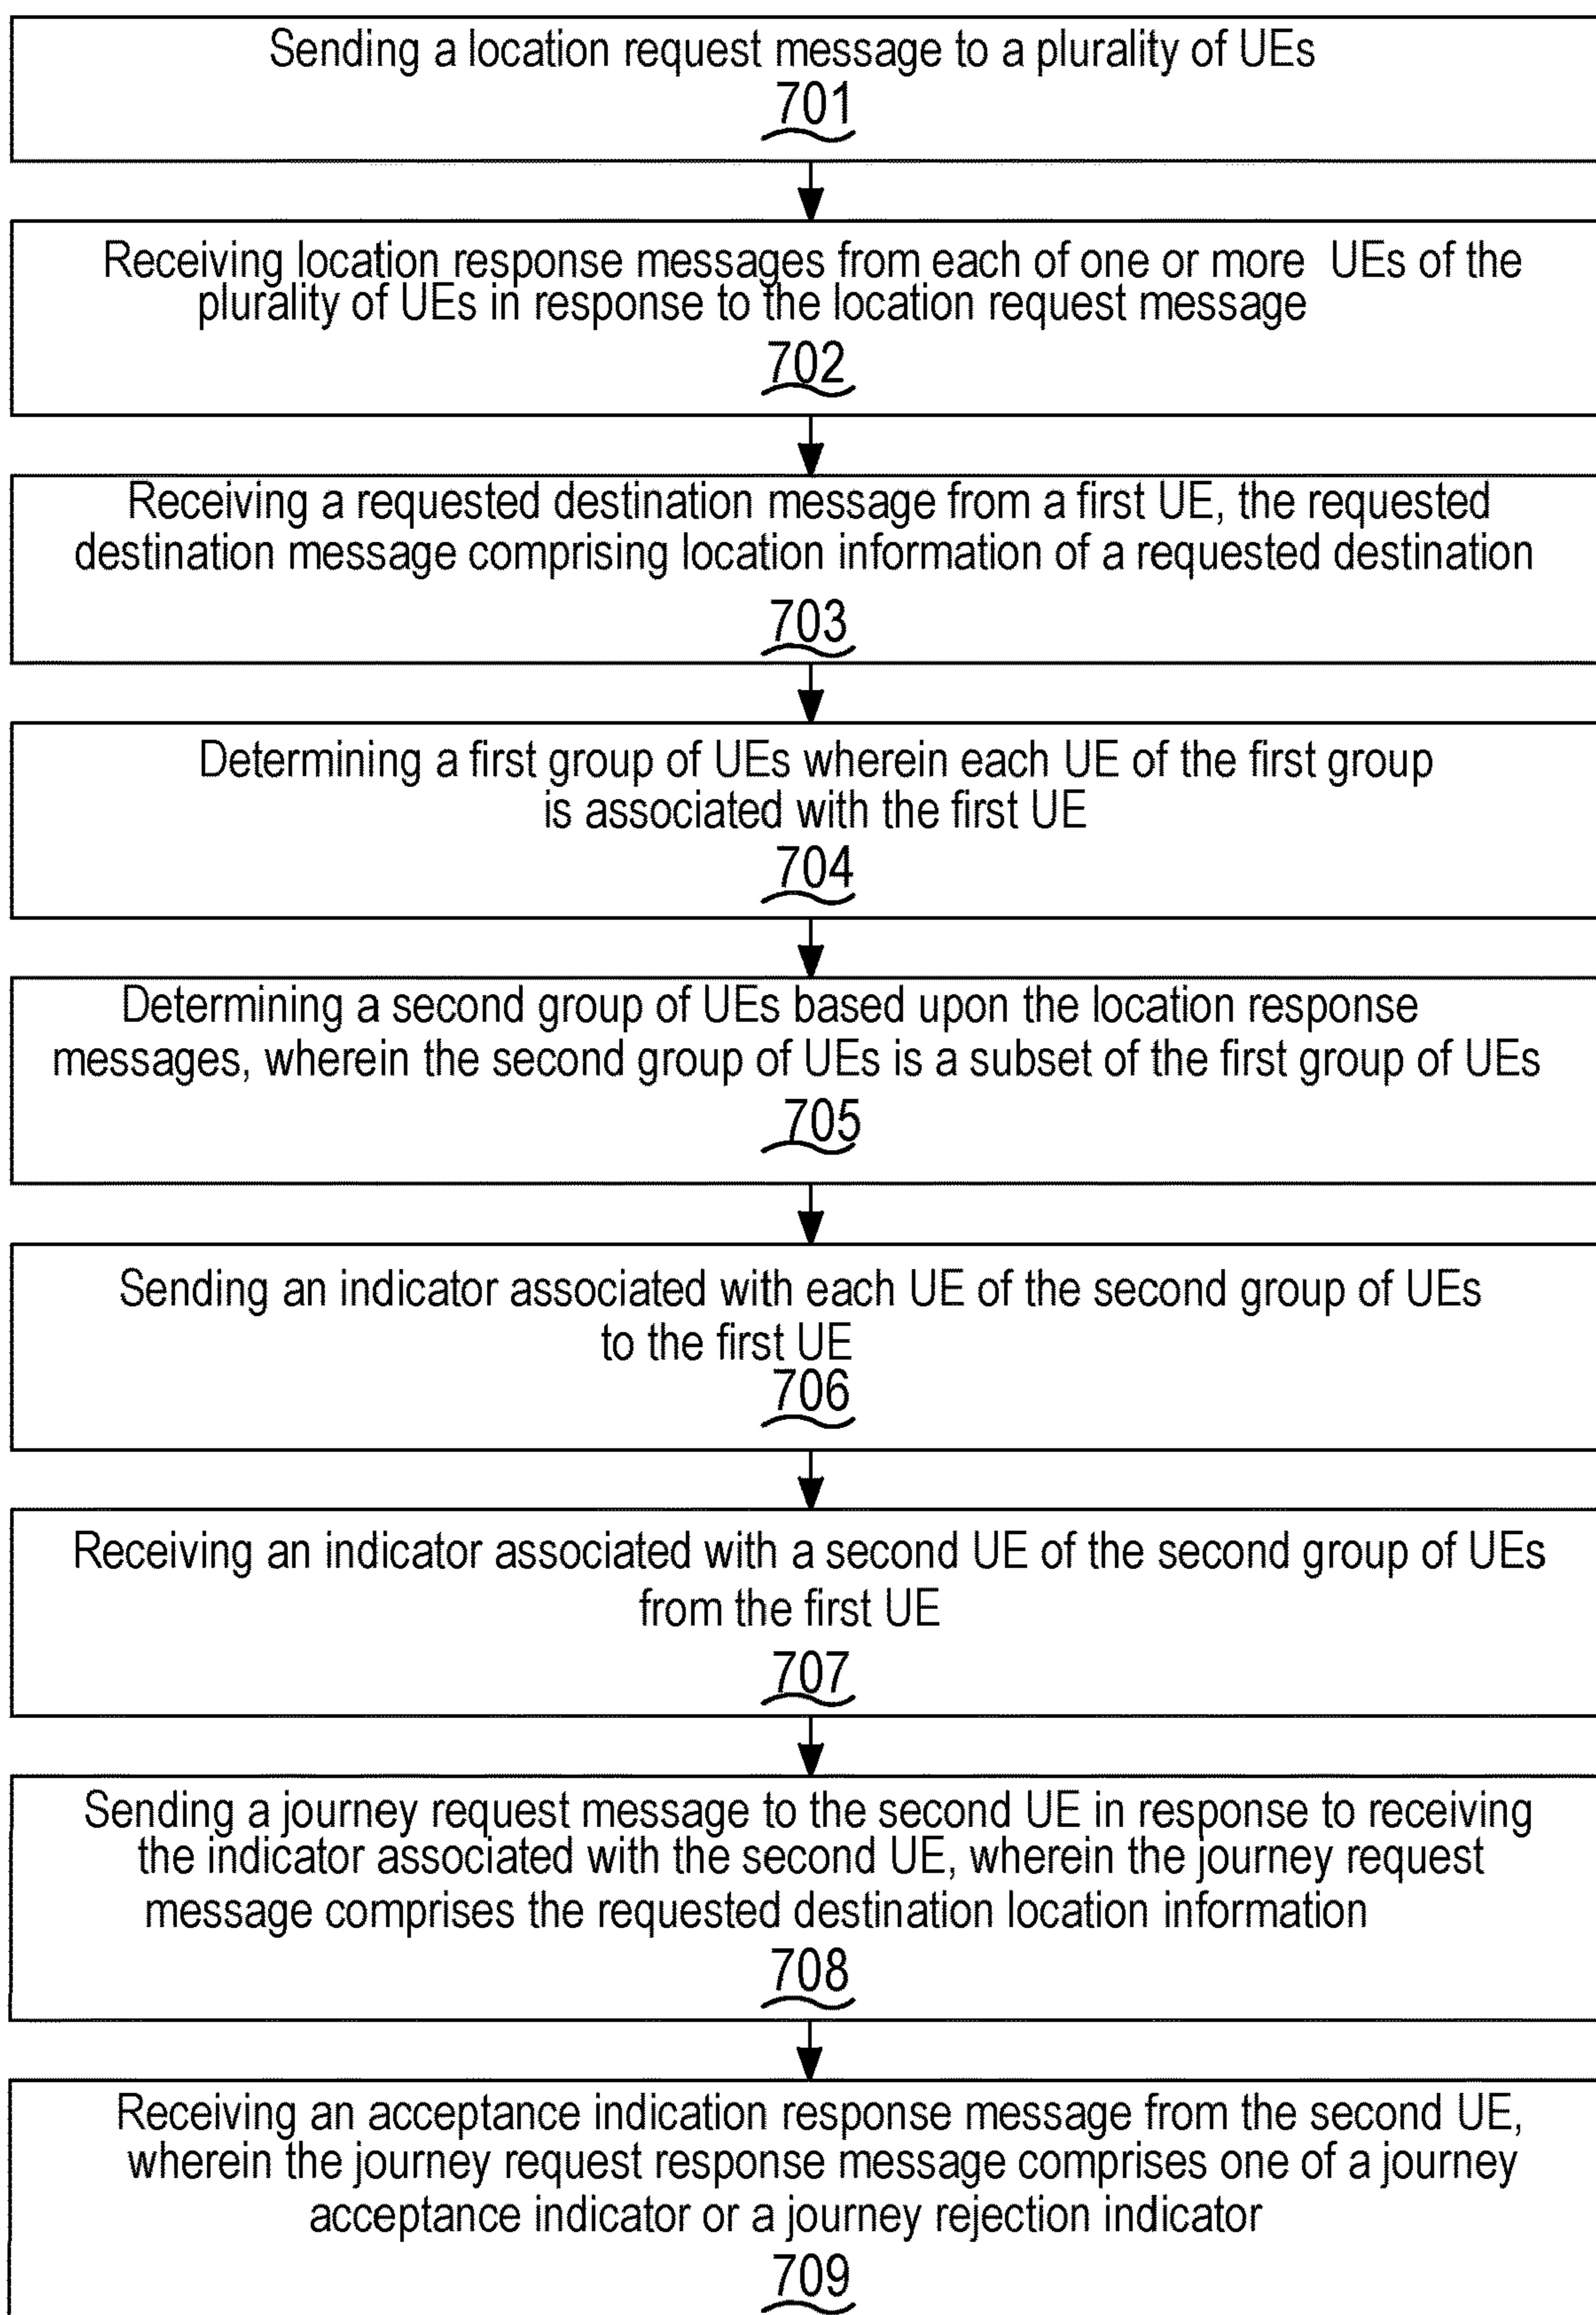 Sending a location request message to a plurality of UEs
701
Receiving location response messages from each of one or more UEs of the
plurality of UEs in response to the location request message
702
Receiving a requested destination message from a first UE, the requested
destination message comprising location information of a requested destination
703
Determining a first group of UEs wherein each UE of the first group
is associated with the first UE
704
Determining a second group of UEs based upon the location response
messages, wherein the second group of UEs is a subset of the first group of UEs
705
Sending an indicator associated with each UE of the second group of UEs
to the first UE
706
Receiving an indicator associated with a second UE of the second group of UEs
from the first UE
707
Sending a journey request message to the second UE in response to receiving
the indicator associated with the second UE, wherein the journey request
message comprises the requested destination location information
708
Receiving an acceptance indication response message from the second UE,
wherein the journey request response message comprises one of a journey
acceptance indicator or a journey rejection indicator
709